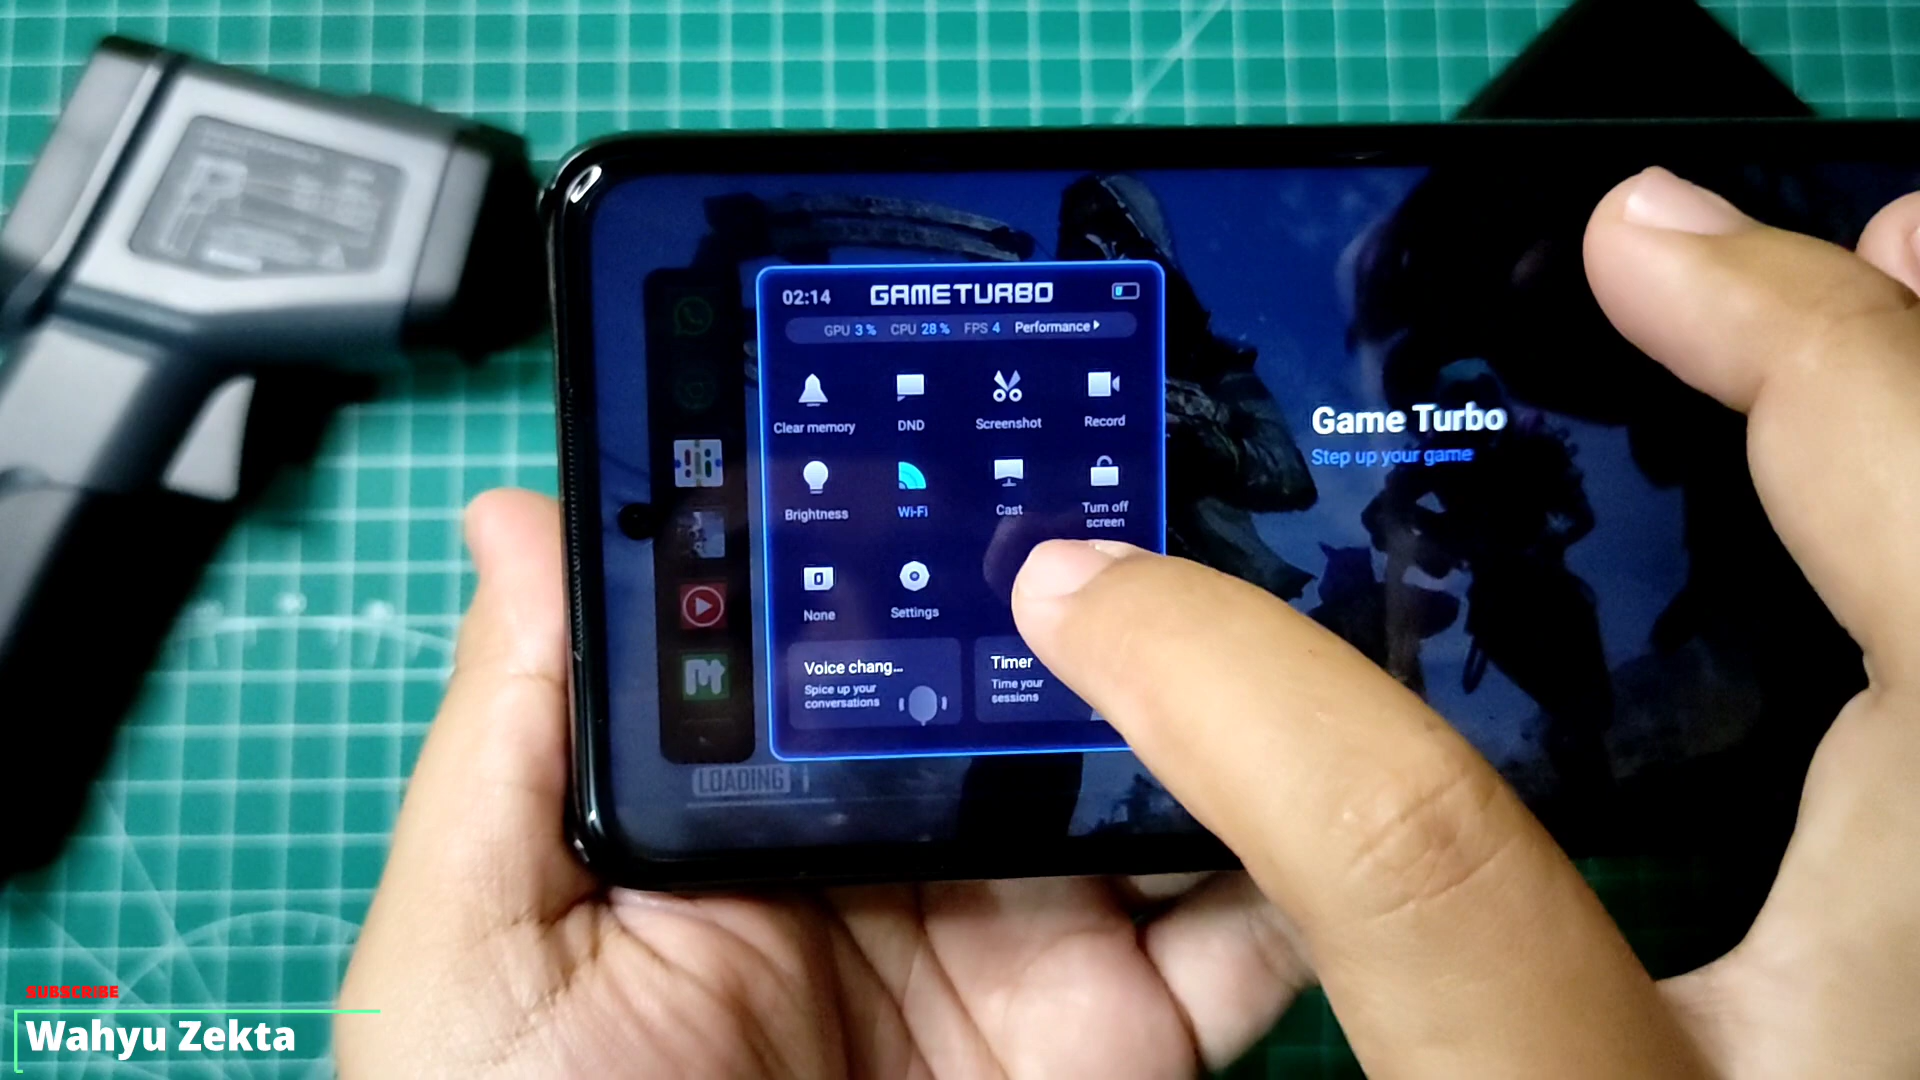 02:14 GAMETURBO
GPU 3 % CPU 28 % FPS 4 Performance
Clear memory
DND
Screenshot
Record
Brightness
Wi-Fi
Cast
Turn off
screen
None
Settings
Voice chang...
Spice up your
conversations
Timer
Time your
sessions
LOADING
Game Turbo
Step up your game
SUBSCRIBE
Wahyu Zekta